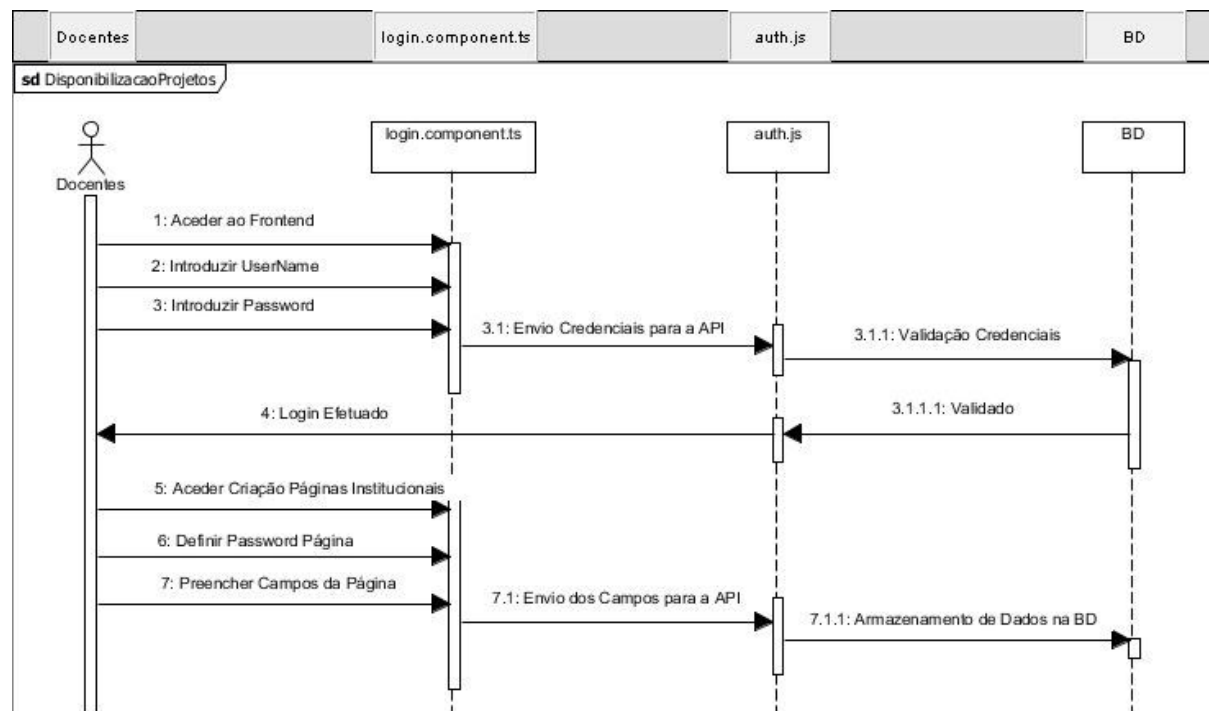 Docentes
login.component.ts
auth.js
BD
sd DisponibilizacaoProjetos
Docentes
login.component.ts
auth.js
BD
1: Aceder ao Frontend
2: Introduzir UserName
3: Introduzir Password
3.1: Envio Credenciais para a API
3.1.1: Validação Credenciais
3.1.1.1: Validado
4: Login Efetuado
5: Aceder Criação Páginas Institucionais
6: Definir Password Página
7: Preencher Campos da Página
7.1: Envio dos Campos para a API
7.1.1: Armazenamento de Dados na BD